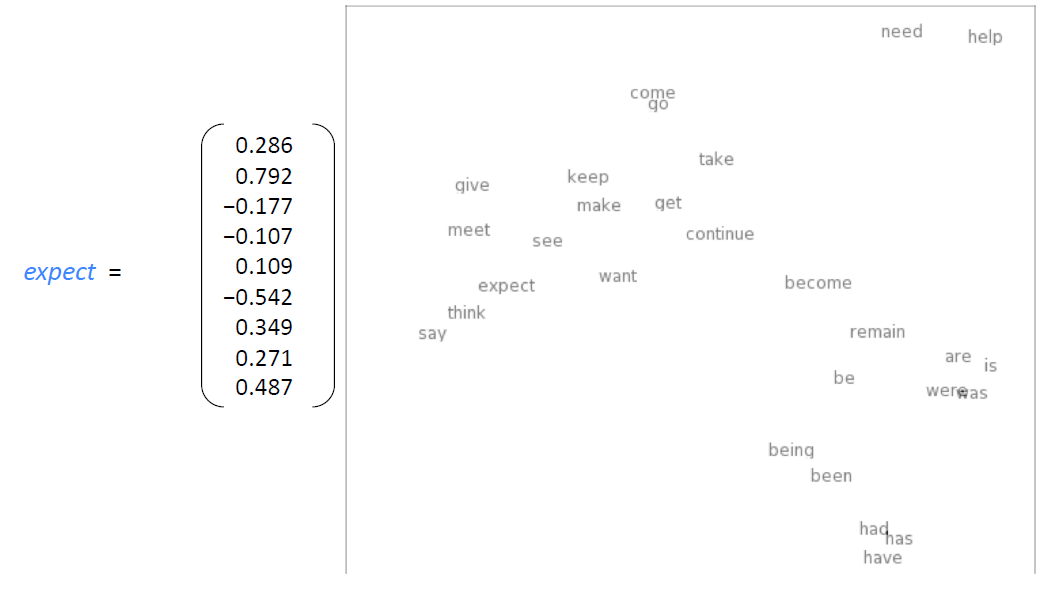 expect =
0.286
0.792
−0.177
−0.107
0.109
−0.542
0.349
0.271
0.487
need help
come
go
take
give keep
make get
meet see continue
expect want become
think
say remain
are is
be were was
being
been
had
has
have